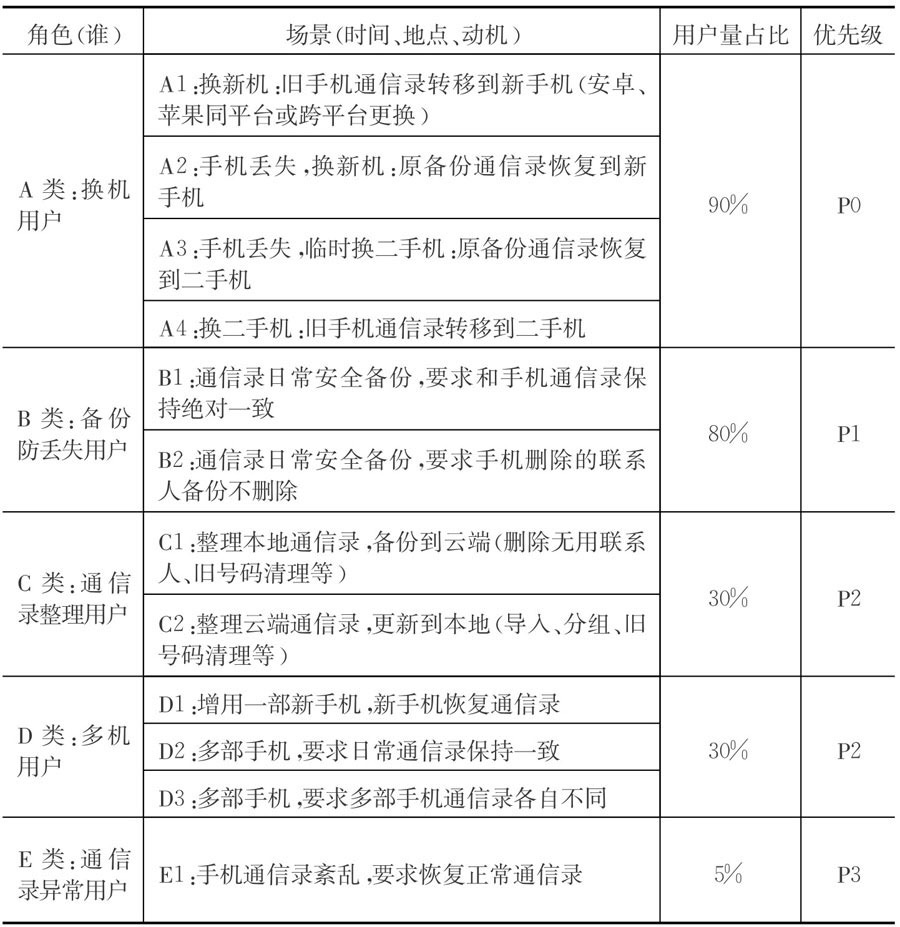 角色(谁)
场景(时间、地点、动机)
用户量占比
优先级
A类:换机
用户
A1:换新机:旧手机通信录转移到新手机(安卓、
苹果同平台或跨平台更换)
A2:手机丢失,换新机:原备份通信录恢复到新
手机
A3:手机丢失,临时换二手机:原备份通信录恢复
到二手机
A4:换二手机:旧手机通信录转移到二手机
90%
P0
B类:备份
防丢失用户
B1:通信录日常安全备份,要求和手机通信录保
持绝对一致
B2:通信录日常安全备份,要求手机删除的联系
人备份不删除
80%
P1
C类:通信
录整理用户
C1:整理本地通信录,备份到云端(删除无用联系
人、旧号码清理等)
C2:整理云端通信录,更新到本地(导入、分组、旧
号码清理等)
30%
P2
D类:多机
用户
D1:增用一部新手机,新手机恢复通信录
D2:多部手机,要求日常通信录保持一致
D3:多部手机,要求多部手机通信录各自不同
30%
P2
E类:通信
录异常用户
E1:手机通信录紊乱,要求恢复正常通信录
5%
P3